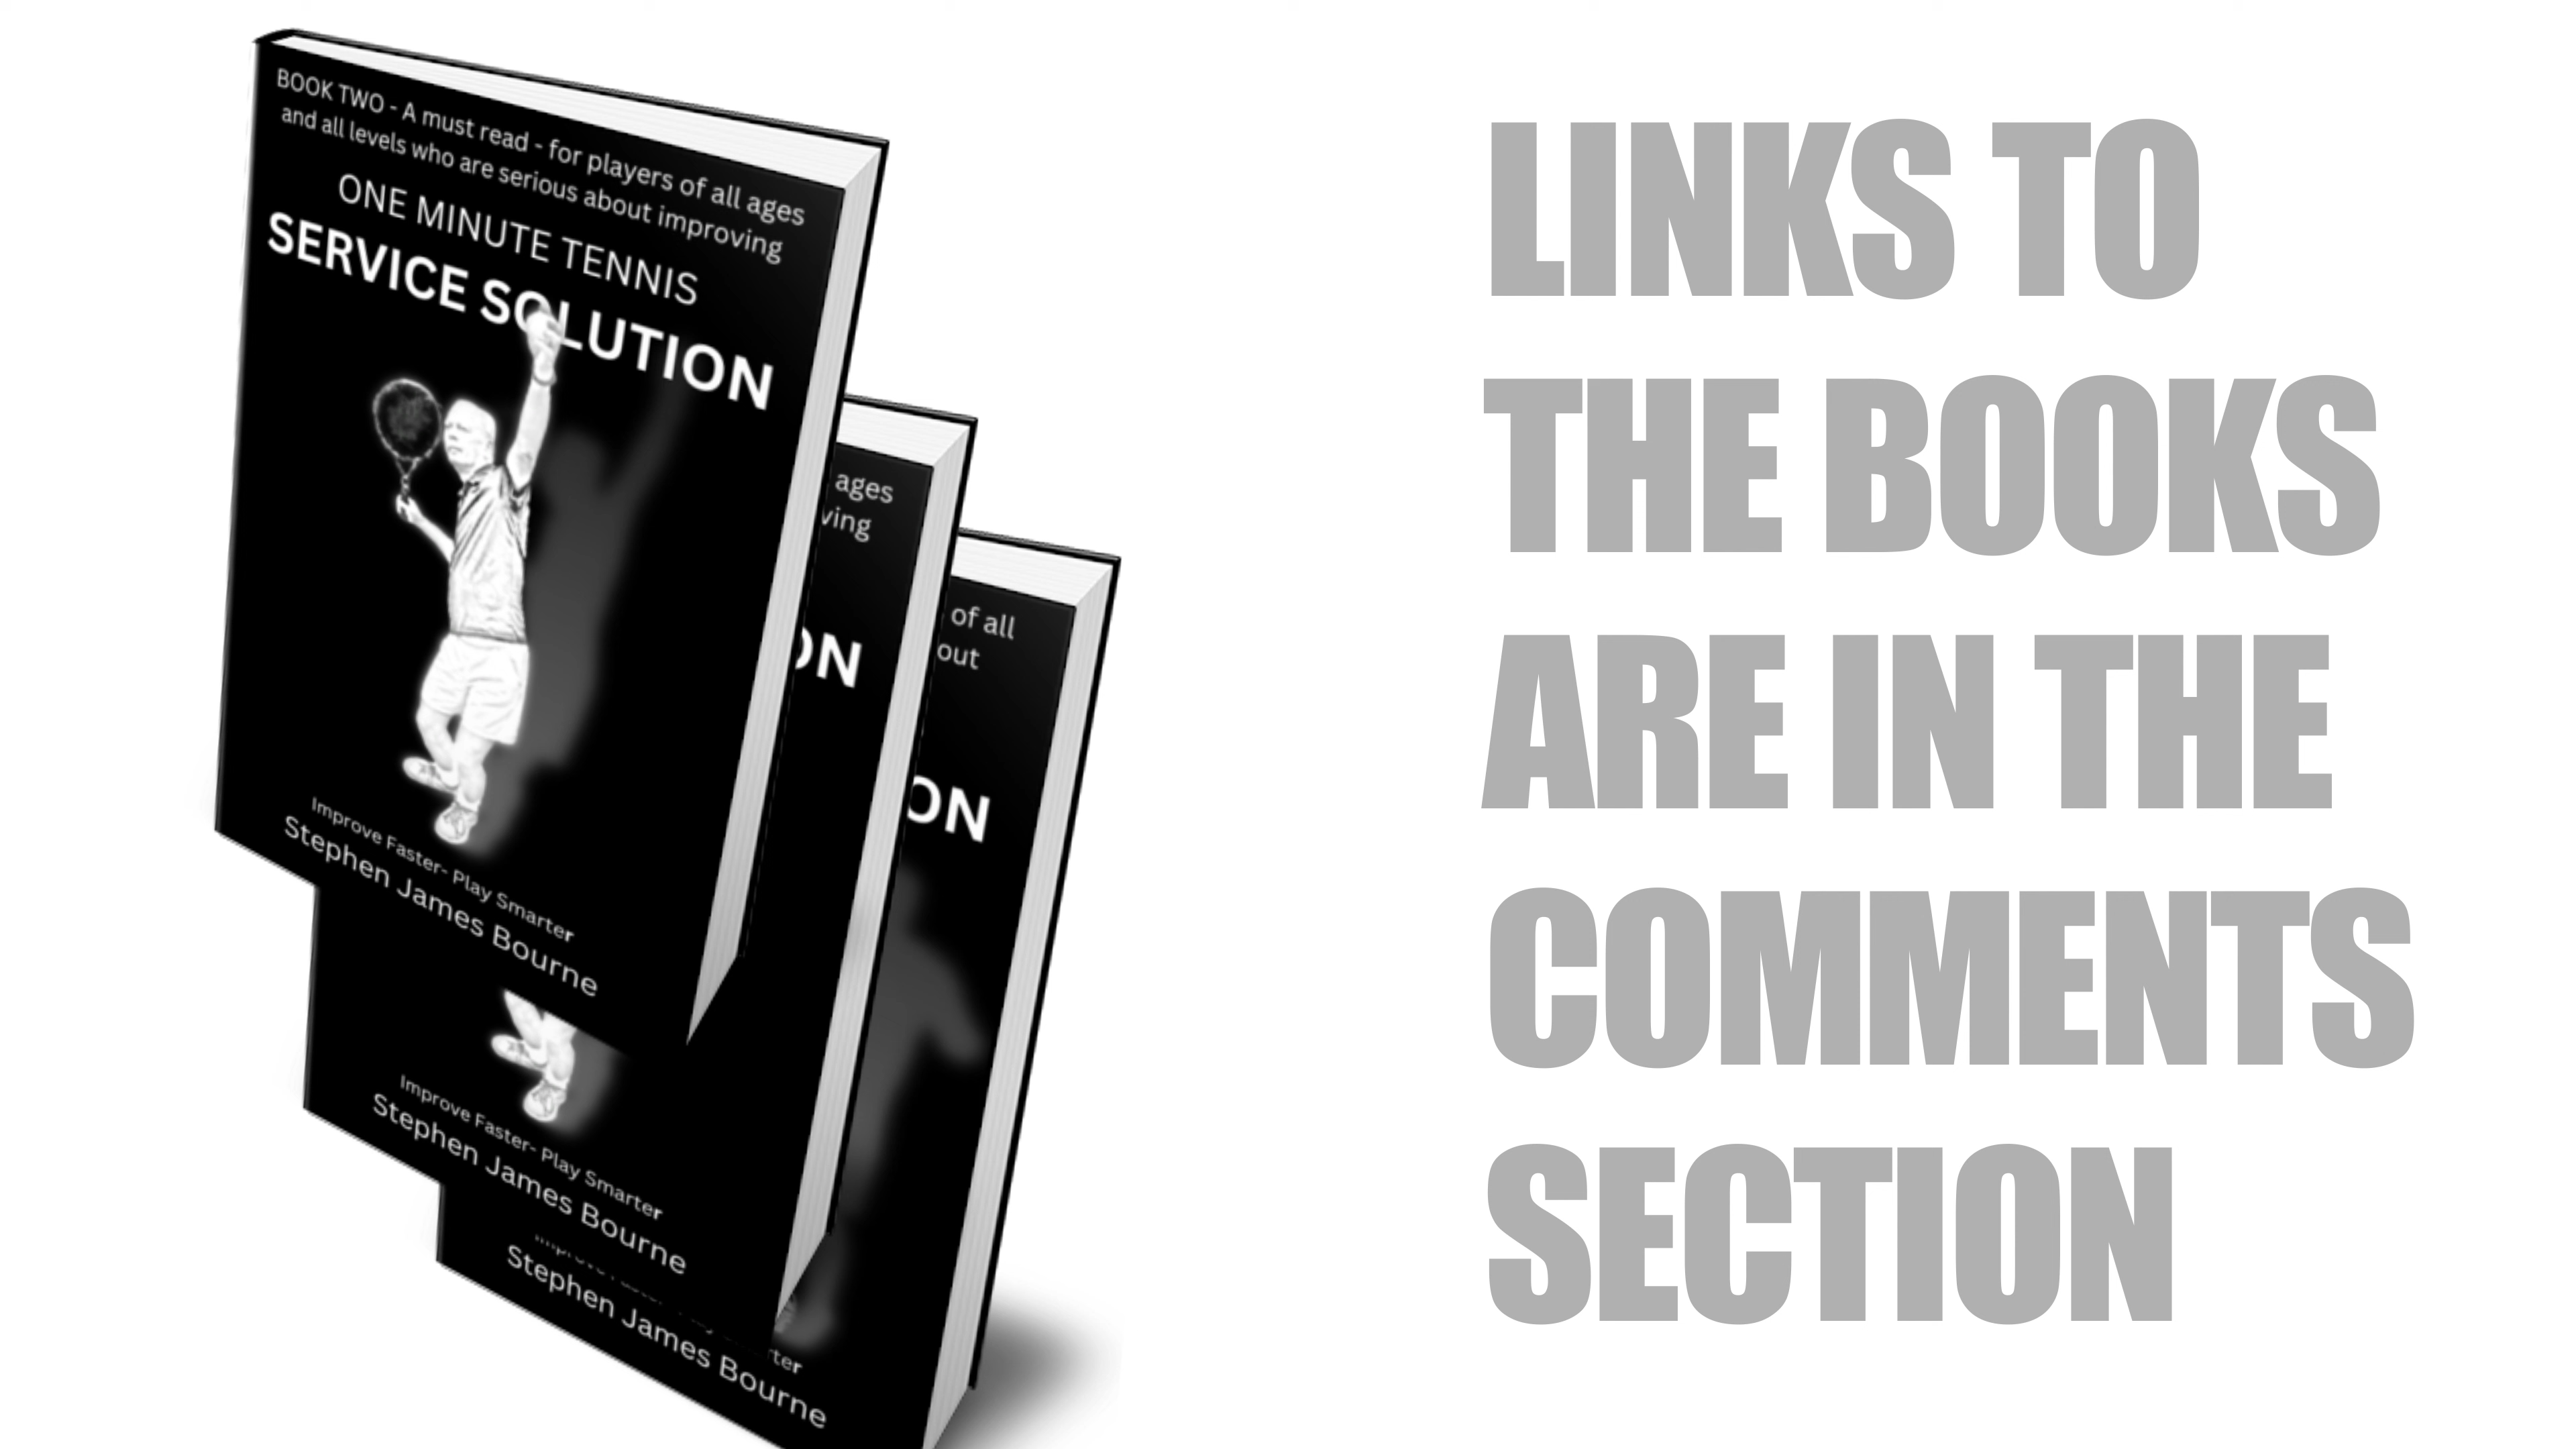 BOOK TWO - A must read - for players of all ages
and all levels who are serious about improving
ONE MINUTE TENNIS
SERVICE SOLUTION
Improve Faster- Play Smarter
Stephen James Bourne
ages
ON
Improve Faster- Play Smarter
Stephen James Bourne
of all
out
ON
Stephen James Bourne
LINKS TO
THE BOOKS
ARE IN THE
COMMENTS
SECTION